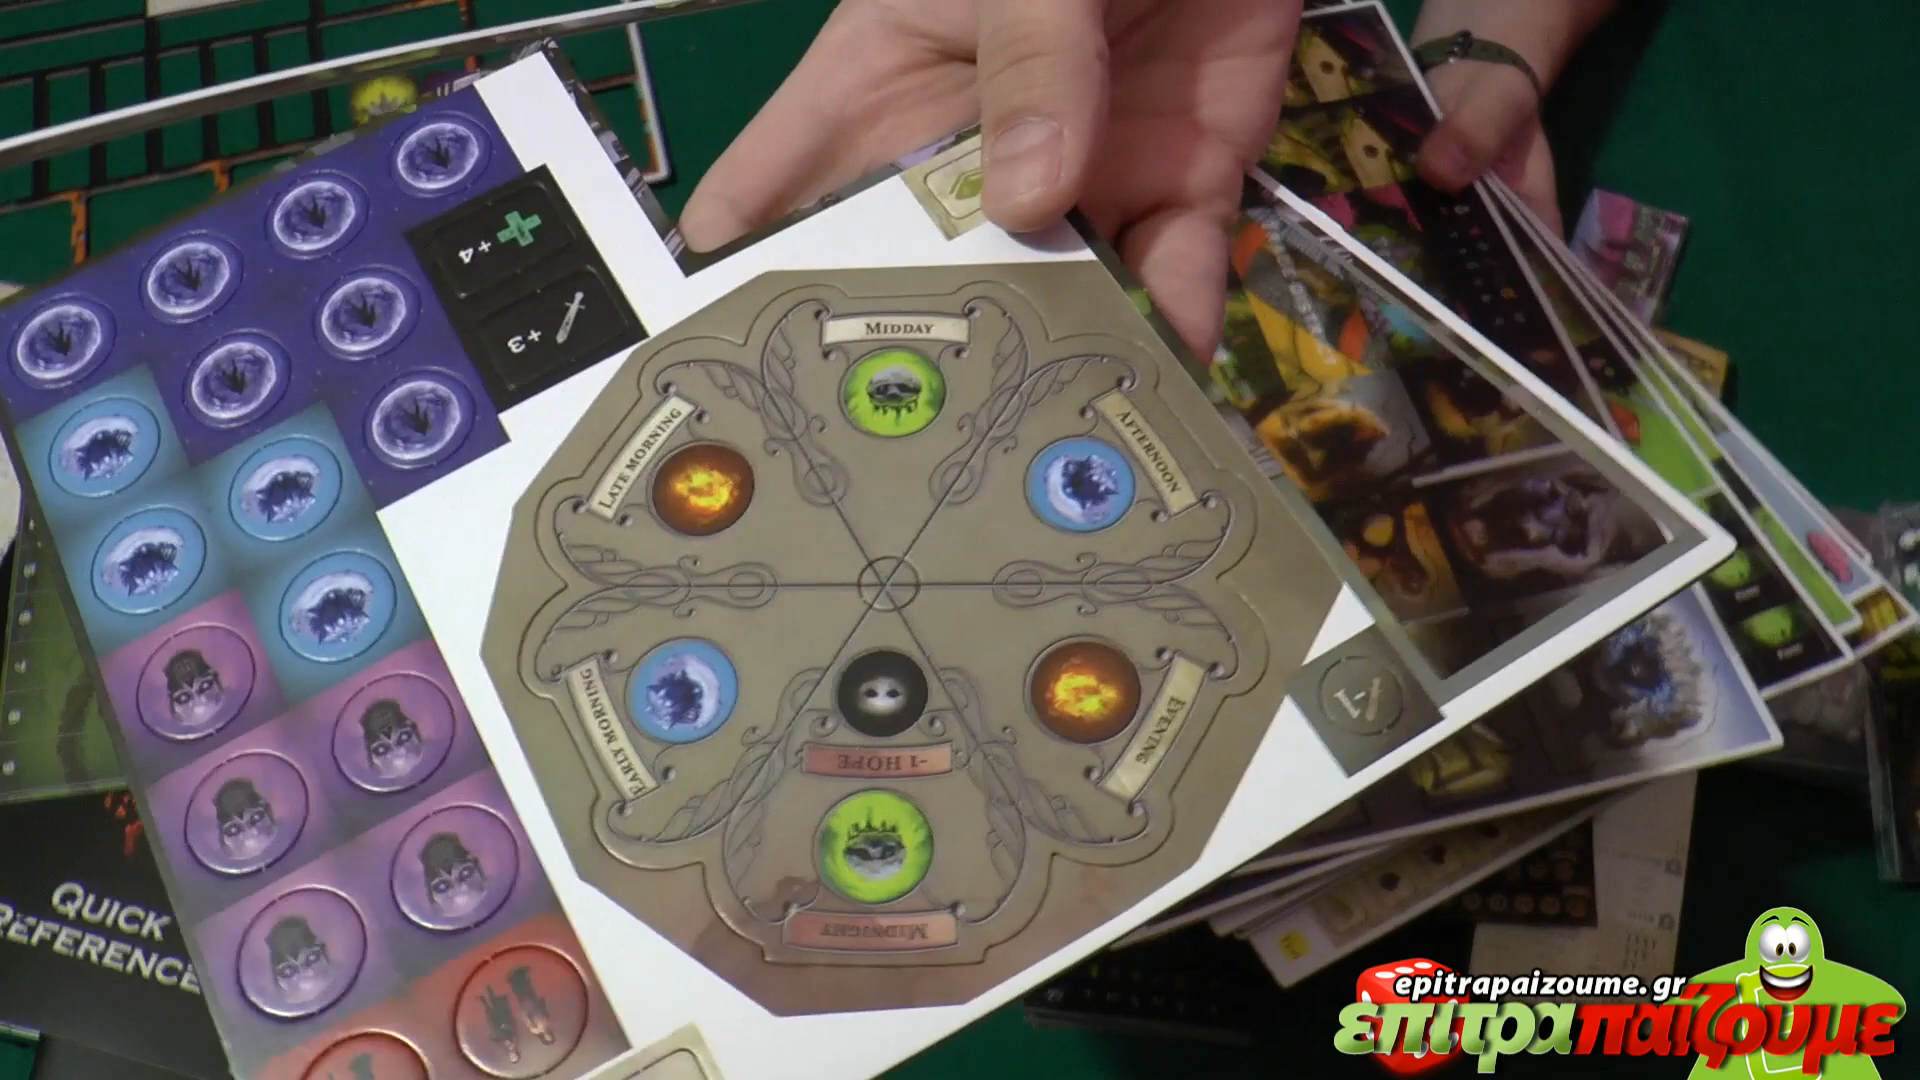 +4
+3
MIDDAY
LATE MORNING
AFTERNOON
EARLY MORNING
EVENING
-1 HOPE
MIDNIGHT
-1
QUICK
REFERENCE
epitrapaizoume.gr
επιτραπαίζουμε